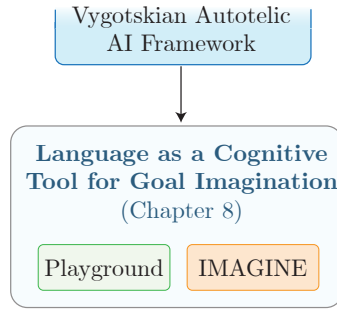 Vygotskian Autotelic
AI Framework
Language as a Cognitive
Tool for Goal Imagination
(Chapter 8)
Playground IMAGINE